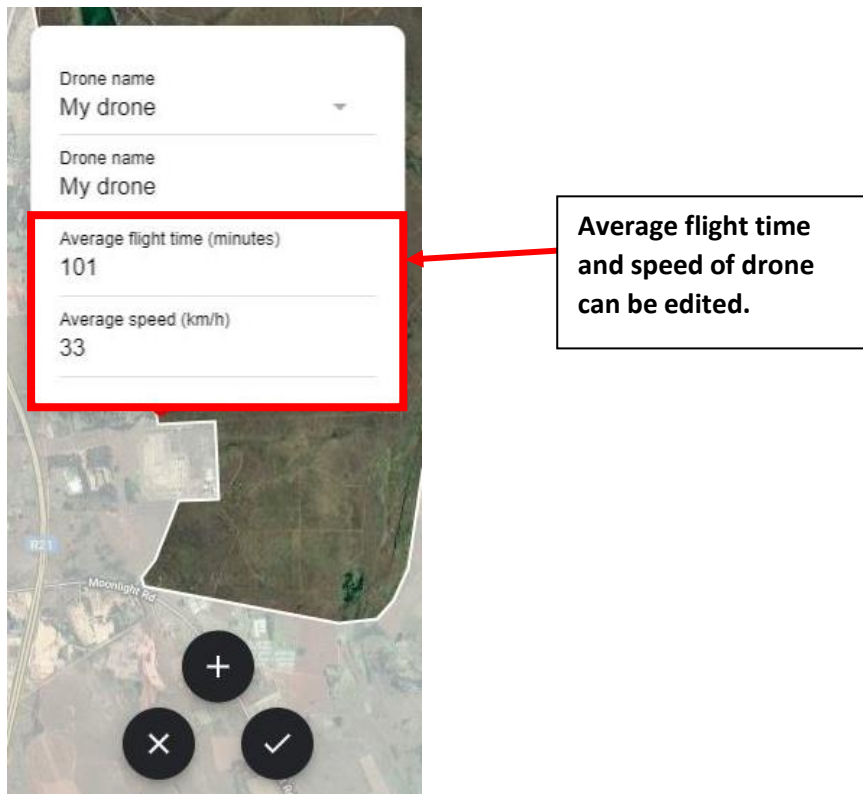 Drone name
My drone
Drone name
My drone
Average flight time (minutes)
101
Average speed (km/h)
33
Average flight time
and speed of drone
can be edited.
R21
Moonlight Rd